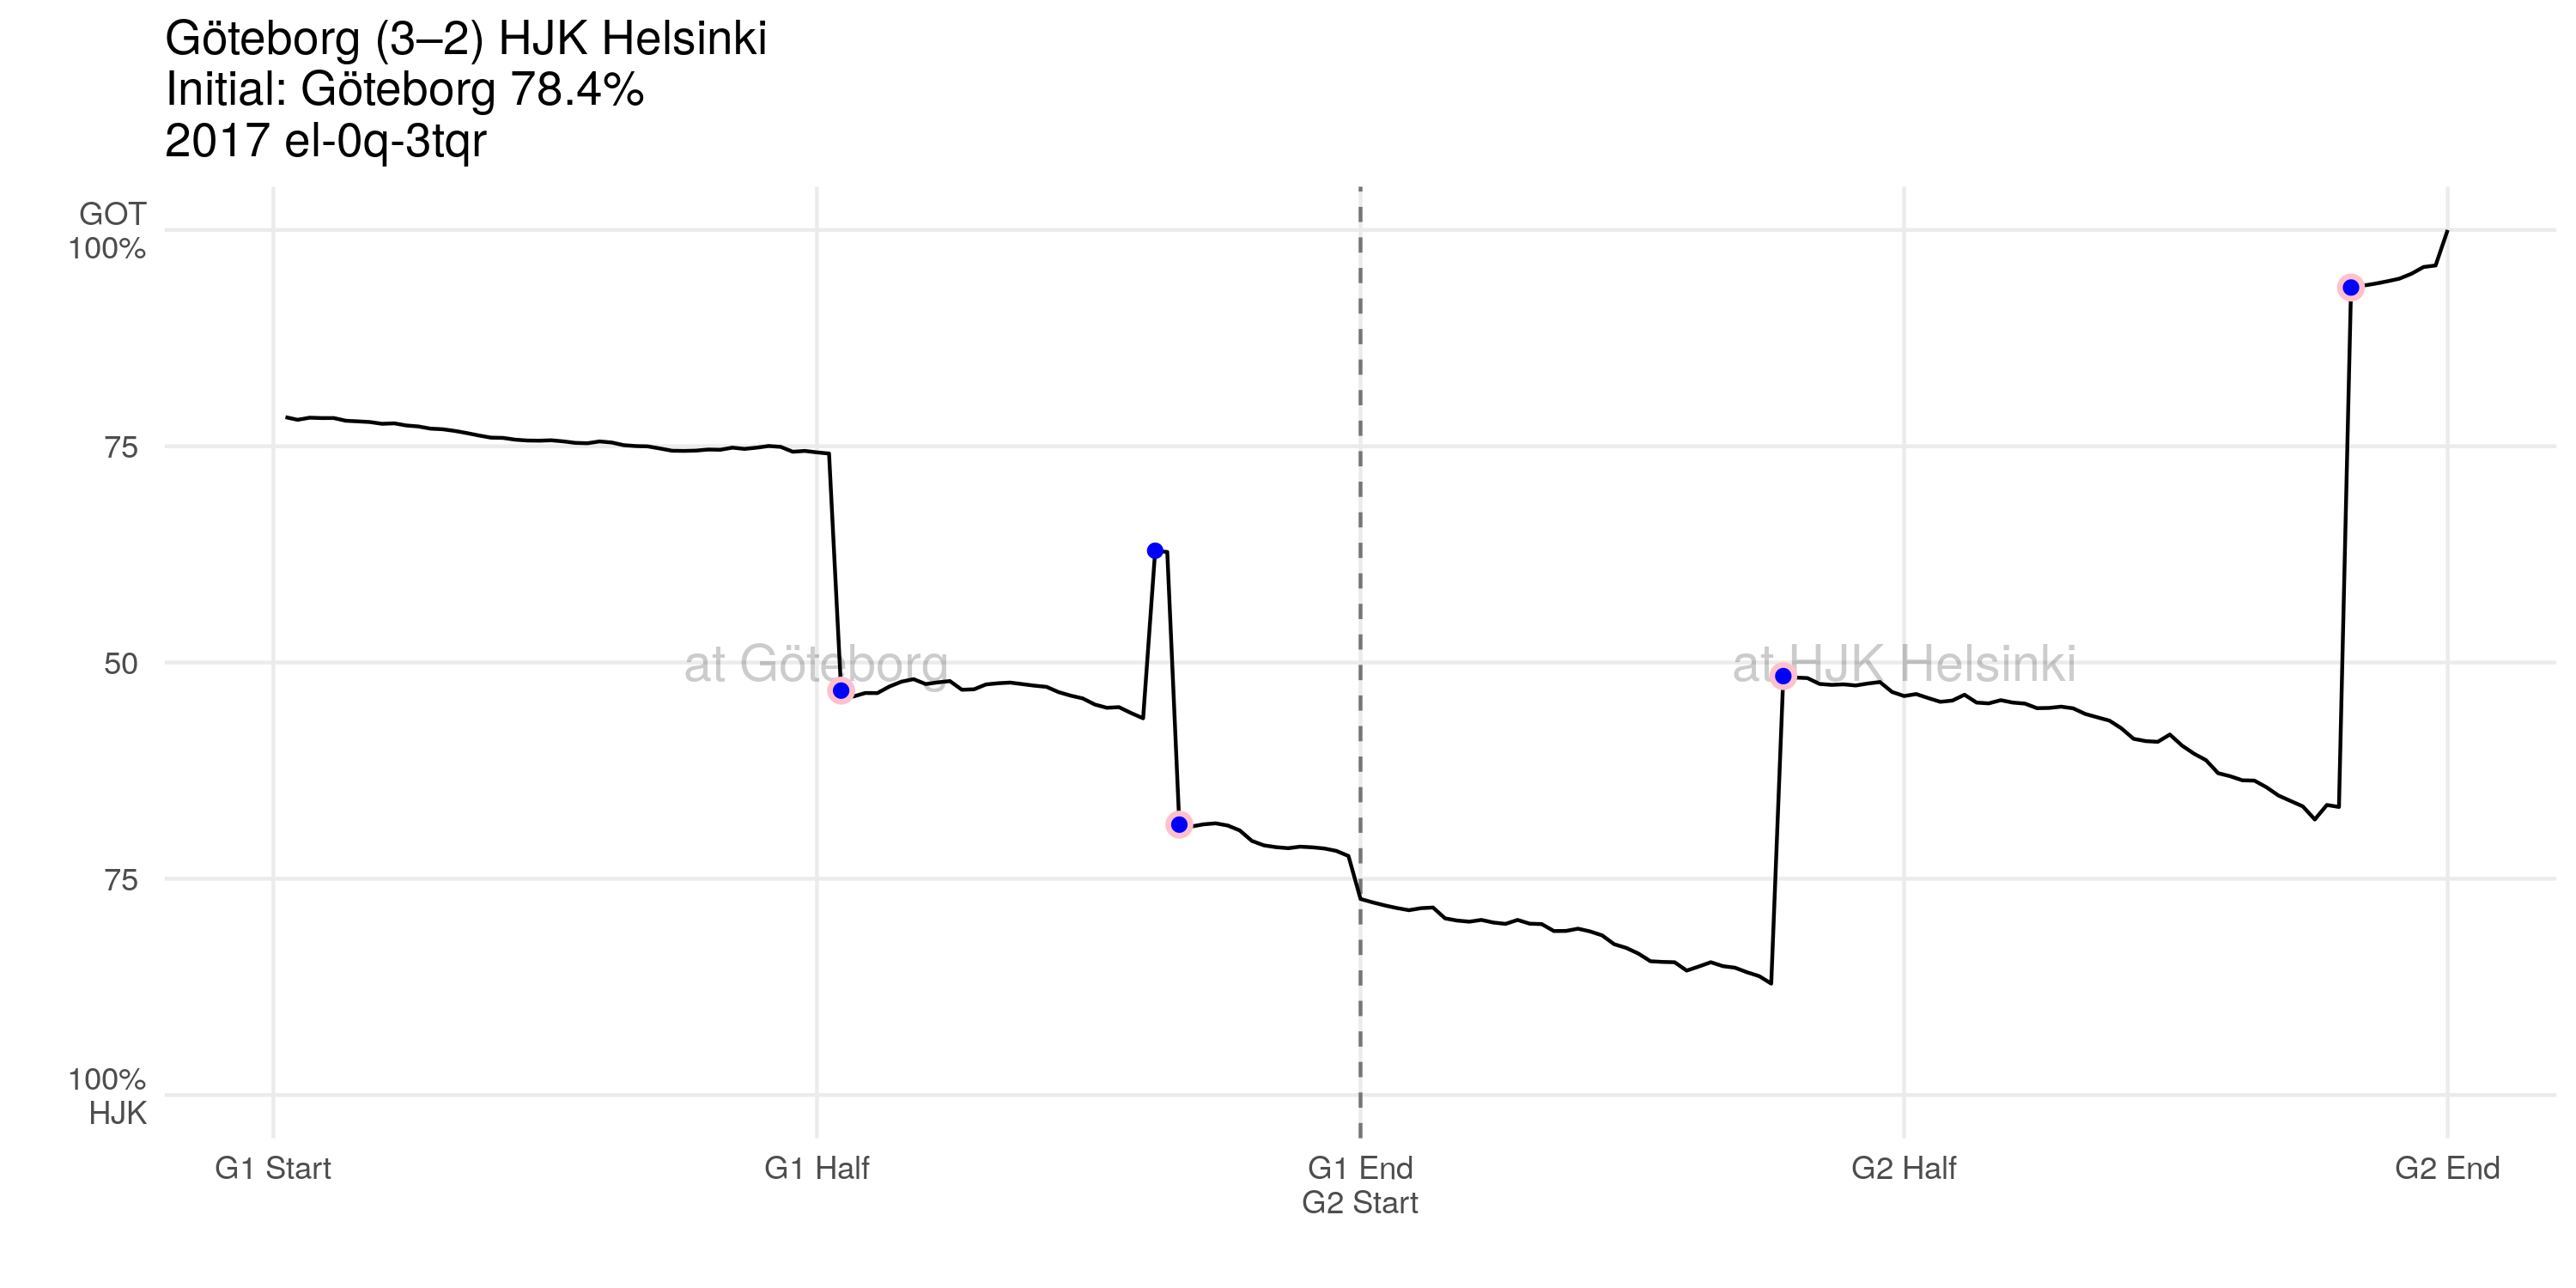 Göteborg (3–2) HJK Helsinki
Initial: Göteborg 78.4%
2017 el-0q-3tqr
GOT
100%
75
50
75
100%
HJK
at Göteborg
at HJK Helsinki
G1 Start
G1 Half
G1 End
G2 Start
G2 Half
G2 End